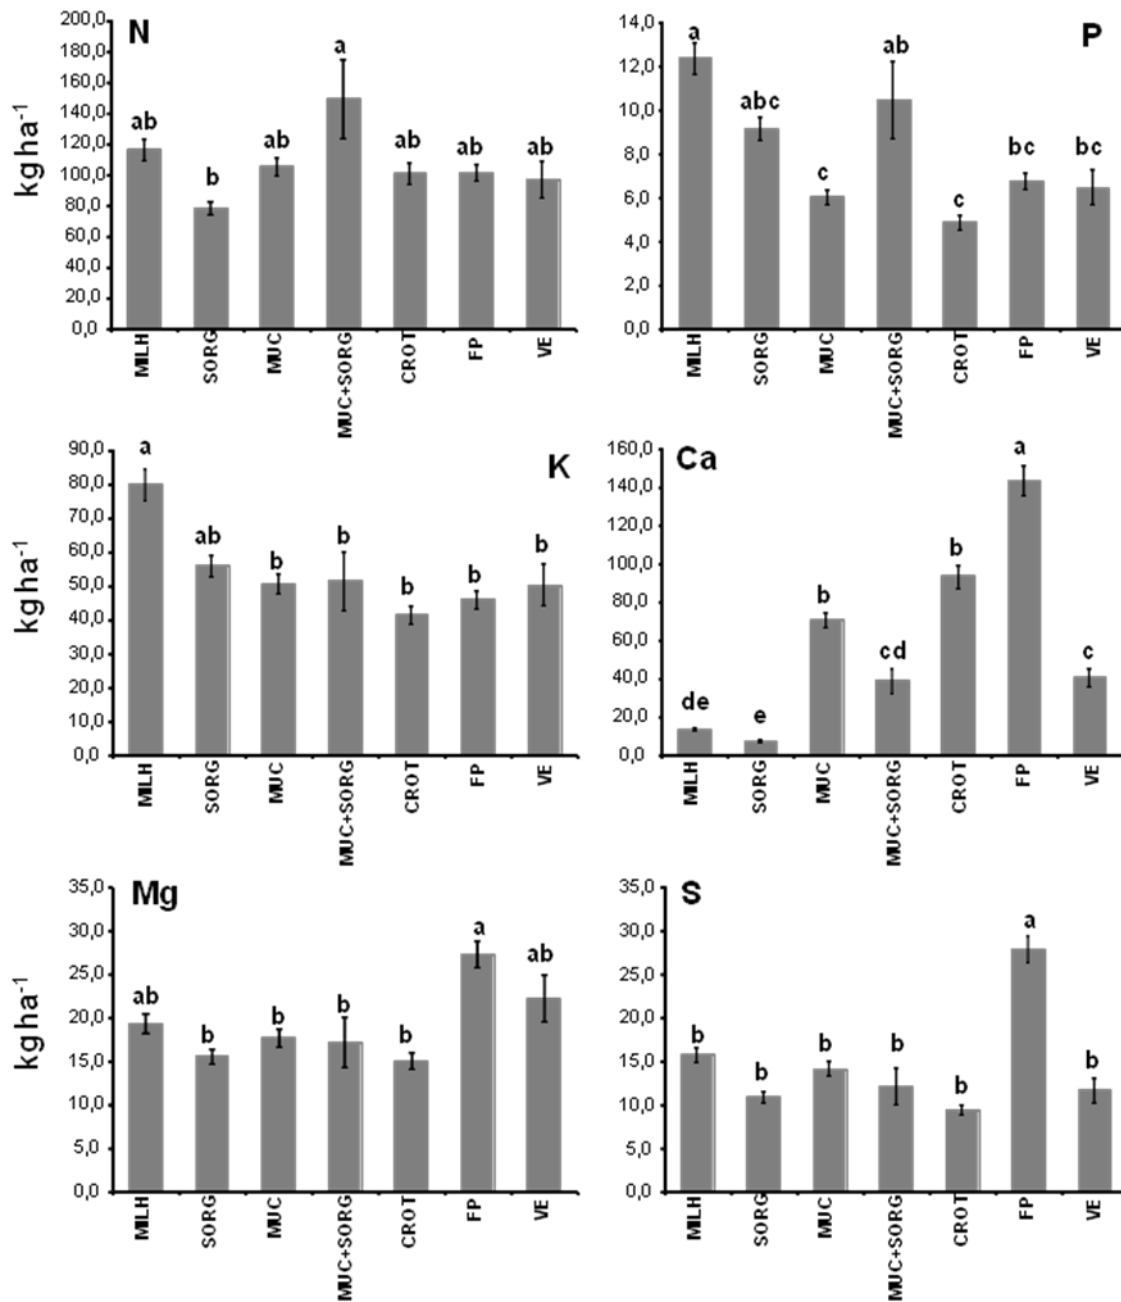 N
kg ha⁻¹
200,0
180,0
160,0
140,0
120,0
100,0
80,0
60,0
40,0
20,0
0,0
ab
b
ab
a
ab
ab
ab
MILH
SORG
MUC
MUC+SORG
CROT
FP
VE
P
14,0
12,0
10,0
8,0
6,0
4,0
2,0
0,0
a
abc
c
ab
c
bc
bc
MILH
SORG
MUC
MUC+SORG
CROT
FP
VE
K
kg ha⁻¹
90,0
80,0
70,0
60,0
50,0
40,0
30,0
20,0
10,0
0,0
a
ab
b
b
b
b
b
MILH
SORG
MUC
MUC+SORG
CROT
FP
VE
Ca
160,0
140,0
120,0
100,0
80,0
60,0
40,0
20,0
0,0
de
e
b
cd
b
a
c
MILH
SORG
MUC
MUC+SORG
CROT
FP
VE
Mg
kg ha⁻¹
35,0
30,0
25,0
20,0
15,0
10,0
5,0
0,0
ab
b
b
b
b
a
ab
MILH
SORG
MUC
MUC+SORG
CROT
FP
VE
S
35,0
30,0
25,0
20,0
15,0
10,0
5,0
0,0
b
b
b
b
b
a
b
MILH
SORG
MUC
MUC+SORG
CROT
FP
VE